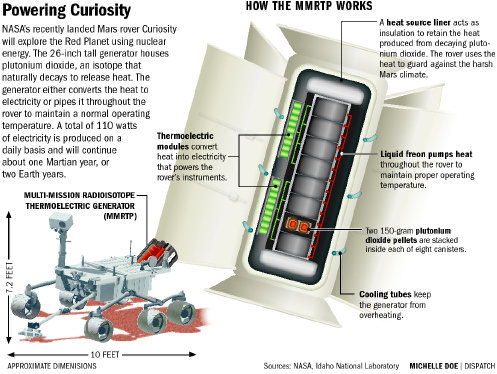 Powering Curiosity
NASA's recently landed Mars rover Curiosity
will explore the Red Planet using nuclear
energy. The 26-inch tall generator houses
plutonium dioxide, an isotope that
naturally decays to release heat. The
generator either converts the heat to
electricity or pipes it throughout the
rover to maintain a normal operating
temperature. A total of 110 watts
of electricity is produced on a
daily basis and will continue
about one Martian year, or
two Earth years.
MULTI-MISSION RADIOISOTOPE
THERMOELECTRIC GENERATOR
(MMRTP)
7.2 FEET
10 FEET
APPROXIMATE DIMENISIONS
HOW THE MMRTP WORKS
A heat source liner acts as
insulation to retain the heat
produced from decaying pluto-
nium dioxide. The rover uses the
heat to guard against the harsh
Mars climate.
Thermoelectric
modules convert
heat into electricity
that powers the
rover's instruments.
Liquid freon pumps heat
throughout the rover to
maintain proper operating
temperature.
Two 150-gram plutonium
dioxide pellets are stacked
inside each of eight canisters.
Cooling tubes keep
the generator from
overheating.
Sources: NASA, Idaho National Laboratory MICHELLE DOE | DISPATCH